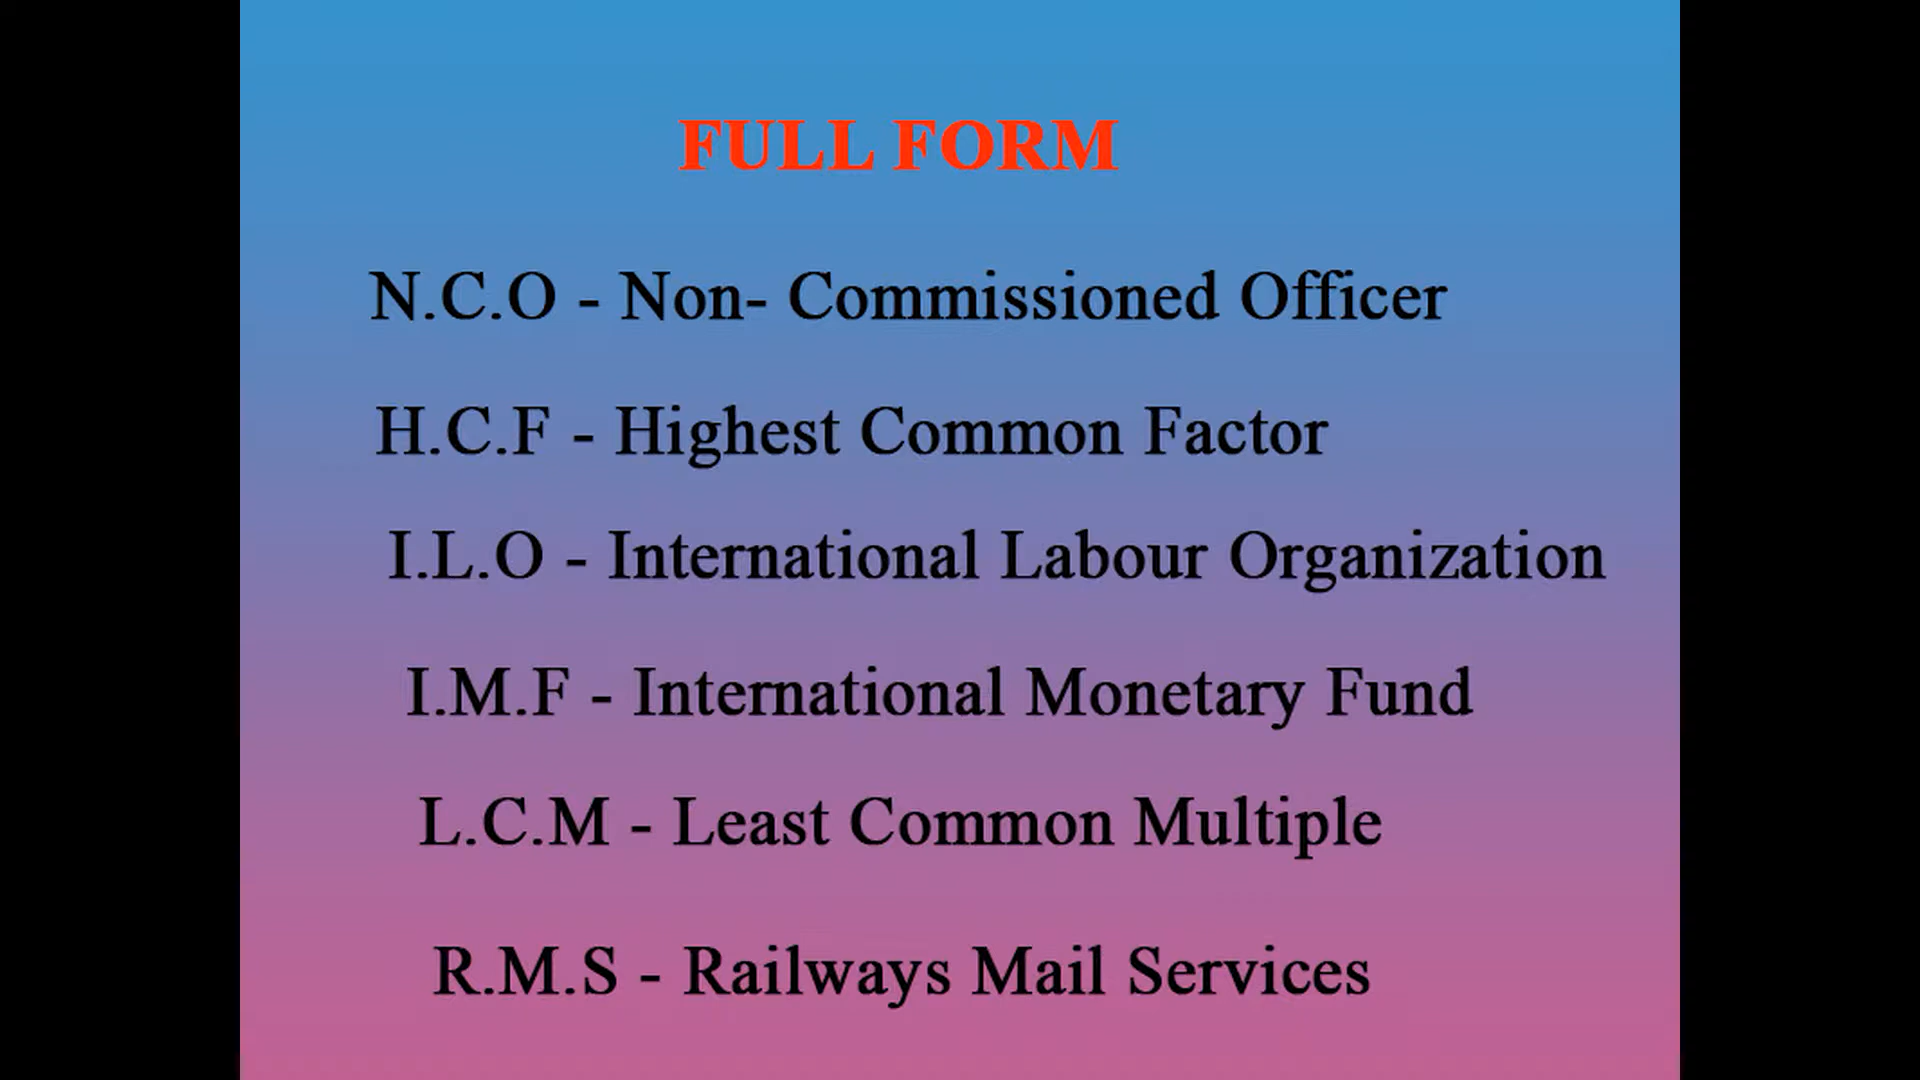 FULL FORM
N.C.O - Non- Commissioned Officer
H.C.F - Highest Common Factor
I.L.O - International Labour Organization
I.M.F - International Monetary Fund
L.C.M - Least Common Multiple
R.M.S - Railways Mail Services